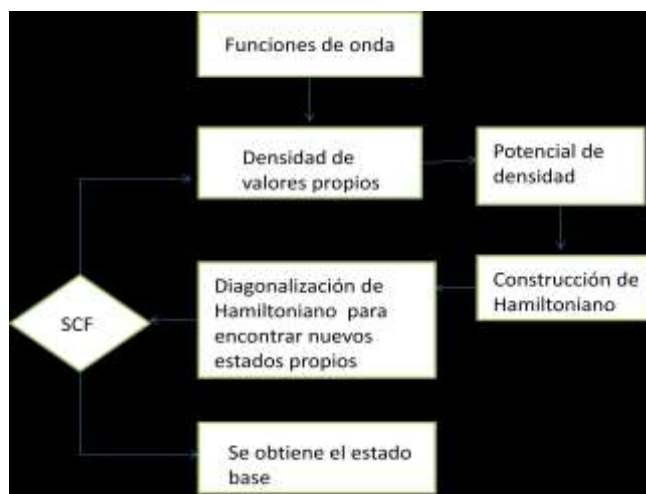 Funciones de onda
Densidad de
valores propios
Potencial de
densidad
Construcción de
Hamiltoniano
Diagonalización de
Hamiltoniano para
encontrar nuevos
estados propios
SCF
Se obtiene el estado
base